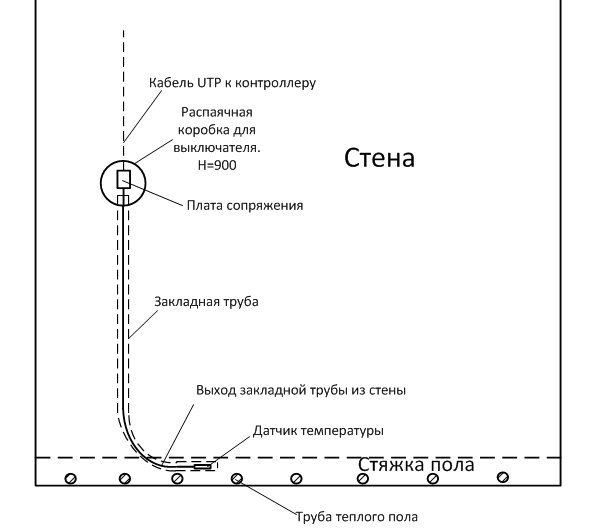 Кабель UTP к контроллеру
Распаячная
коробка для
выключателя.
H=900
Стена
Плата сопряжения
Закладная труба
Выход закладной трубы из стены
Датчик температуры
Стяжка пола
Труба теплого пола